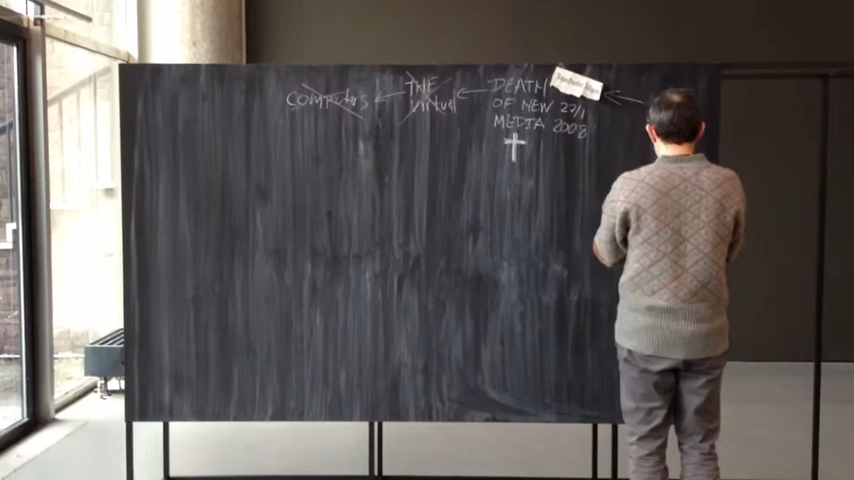 COMPUTERS
THE
Virtual
DEATH
OF NEW 27/1
MEDIA 2008